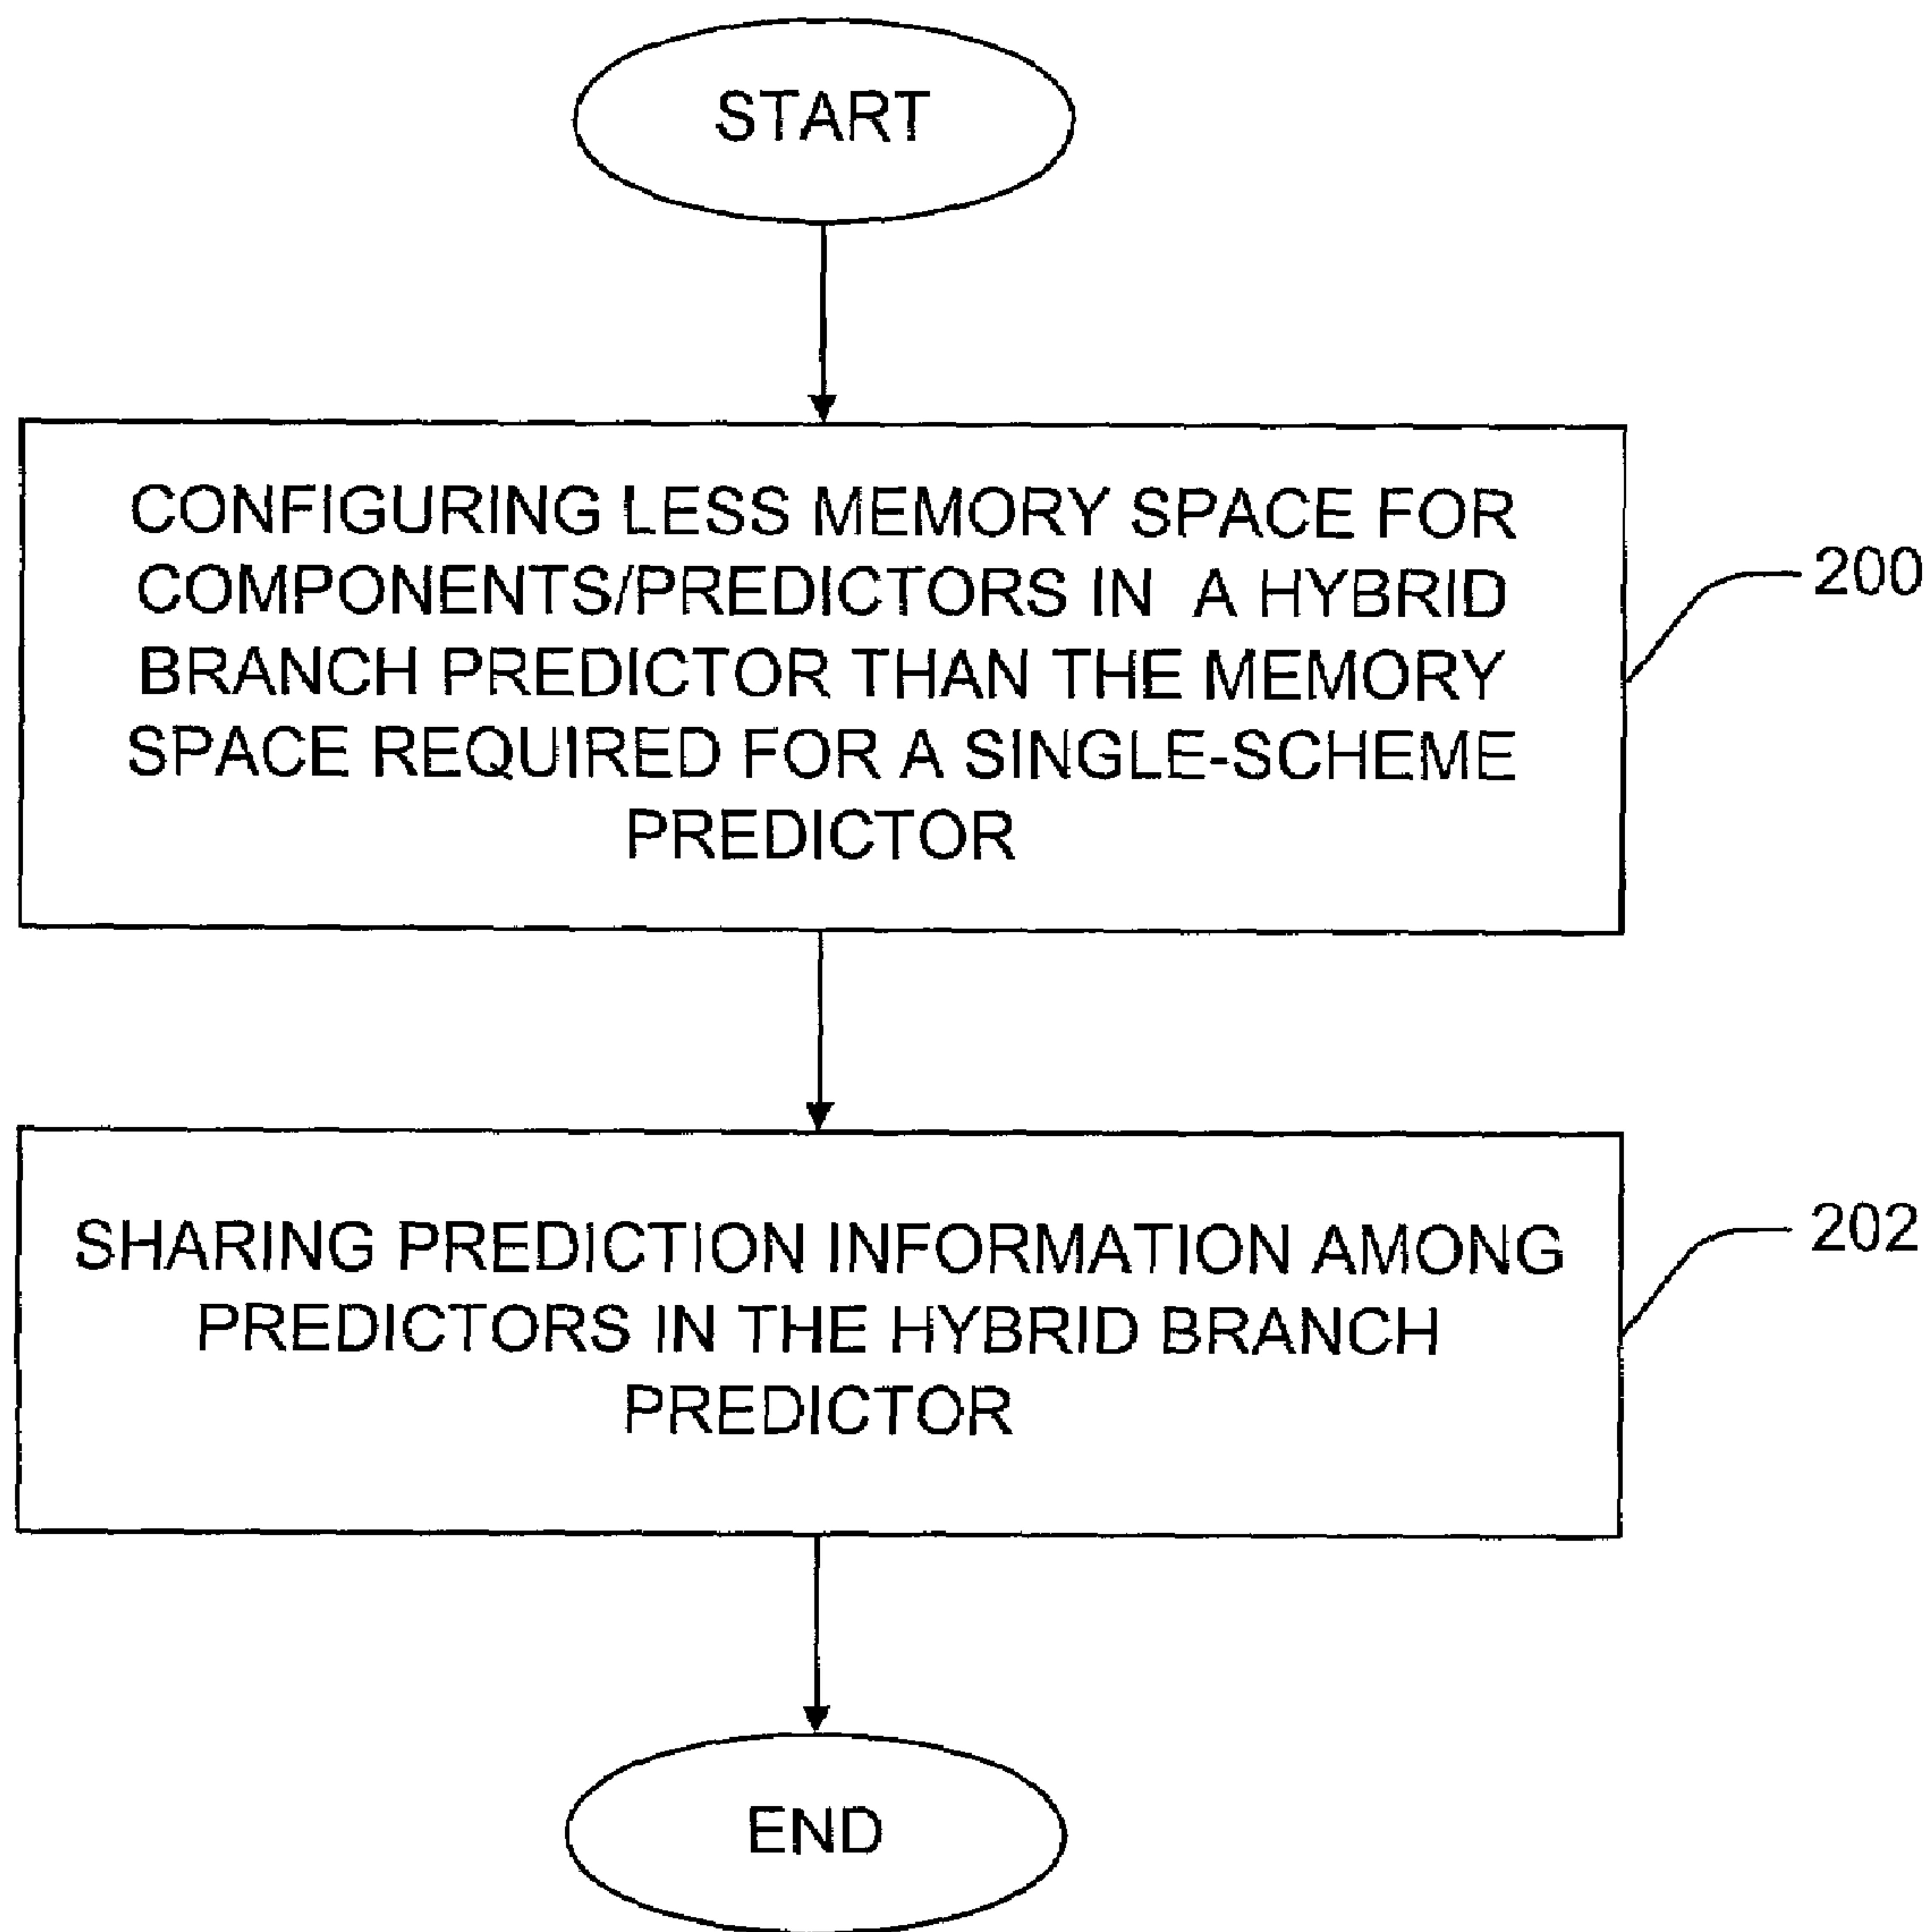 START
CONFIGURING LESS MEMORY SPACE FOR
COMPONENTS/PREDICTORS IN A HYBRID
BRANCH PREDICTOR THAN THE MEMORY
SPACE REQUIRED FOR A SINGLE-SCHEME
PREDICTOR
200
SHARING PREDICTION INFORMATION AMONG
PREDICTORS IN THE HYBRID BRANCH
PREDICTOR
202
END